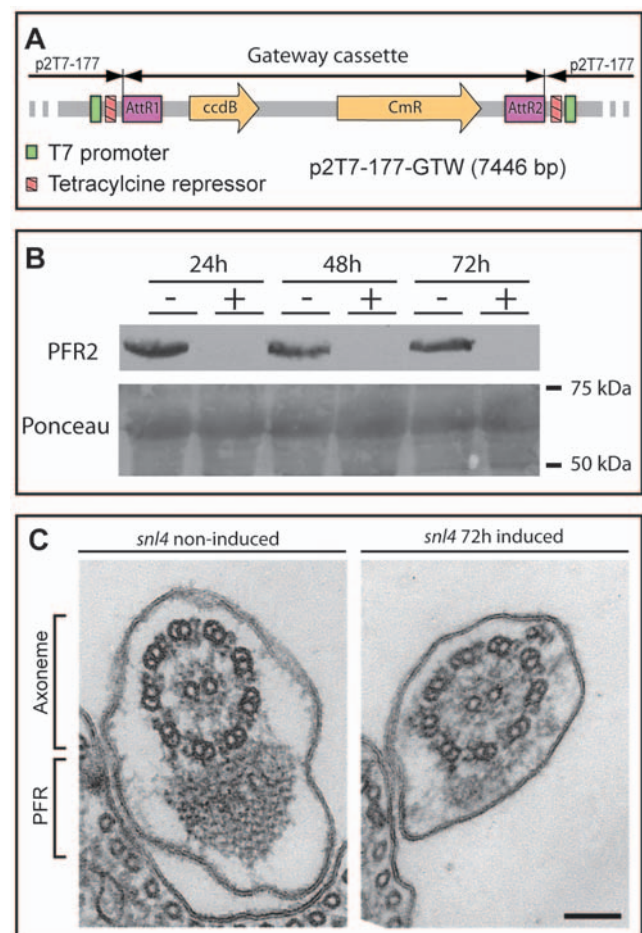 A
Gateway cassette
p2T7-177
p2T7-177
AttR1
ccdB
CmR
AttR2
T7 promoter
Tetracylcine repressor
p2T7-177-GTW (7446 bp)
B
24h 48h 72h
- + - + - +
PFR2
75 kDa
Ponceau
50 kDa
C
snl4 non-induced
snl4 72h induced
Axoneme
PFR